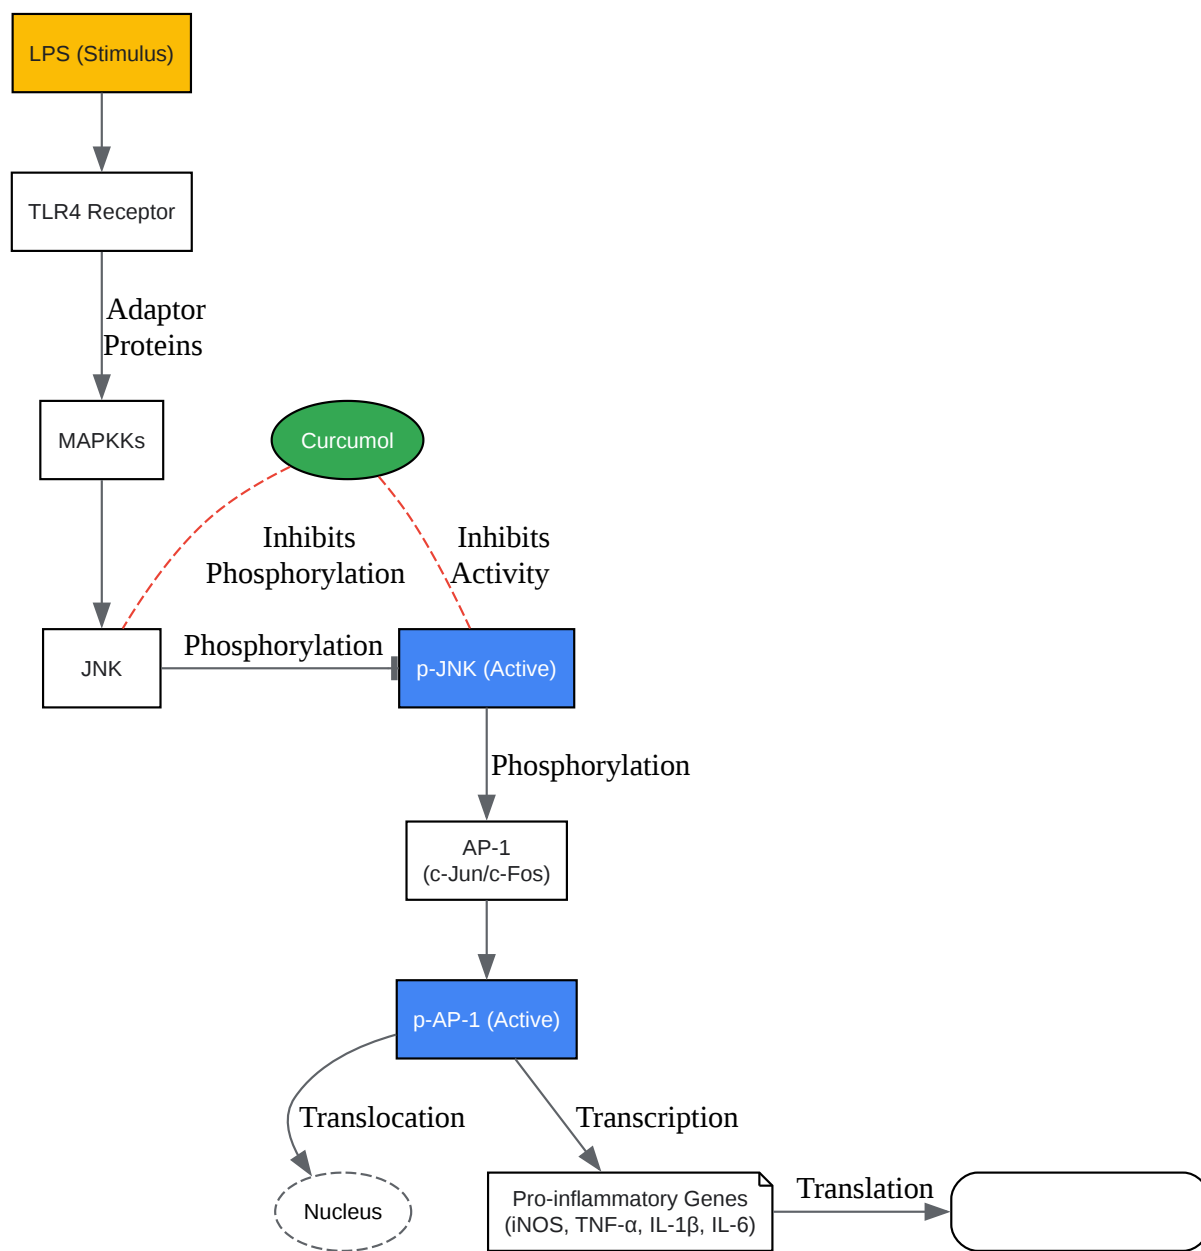 LPS (Stimulus)
TLR4 Receptor
Adaptor
Proteins
MAPKKs
Curcumol
Inhibits
Phosphorylation
Inhibits
Activity
JNK
Phosphorylation
p-JNK (Active)
Phosphorylation
AP-1
(c-Jun/c-Fos)
p-AP-1 (Active)
Translocation
Transcription
Nucleus
Pro-inflammatory Genes
(iNOS, TNF-α, IL-1β, IL-6)
Translation